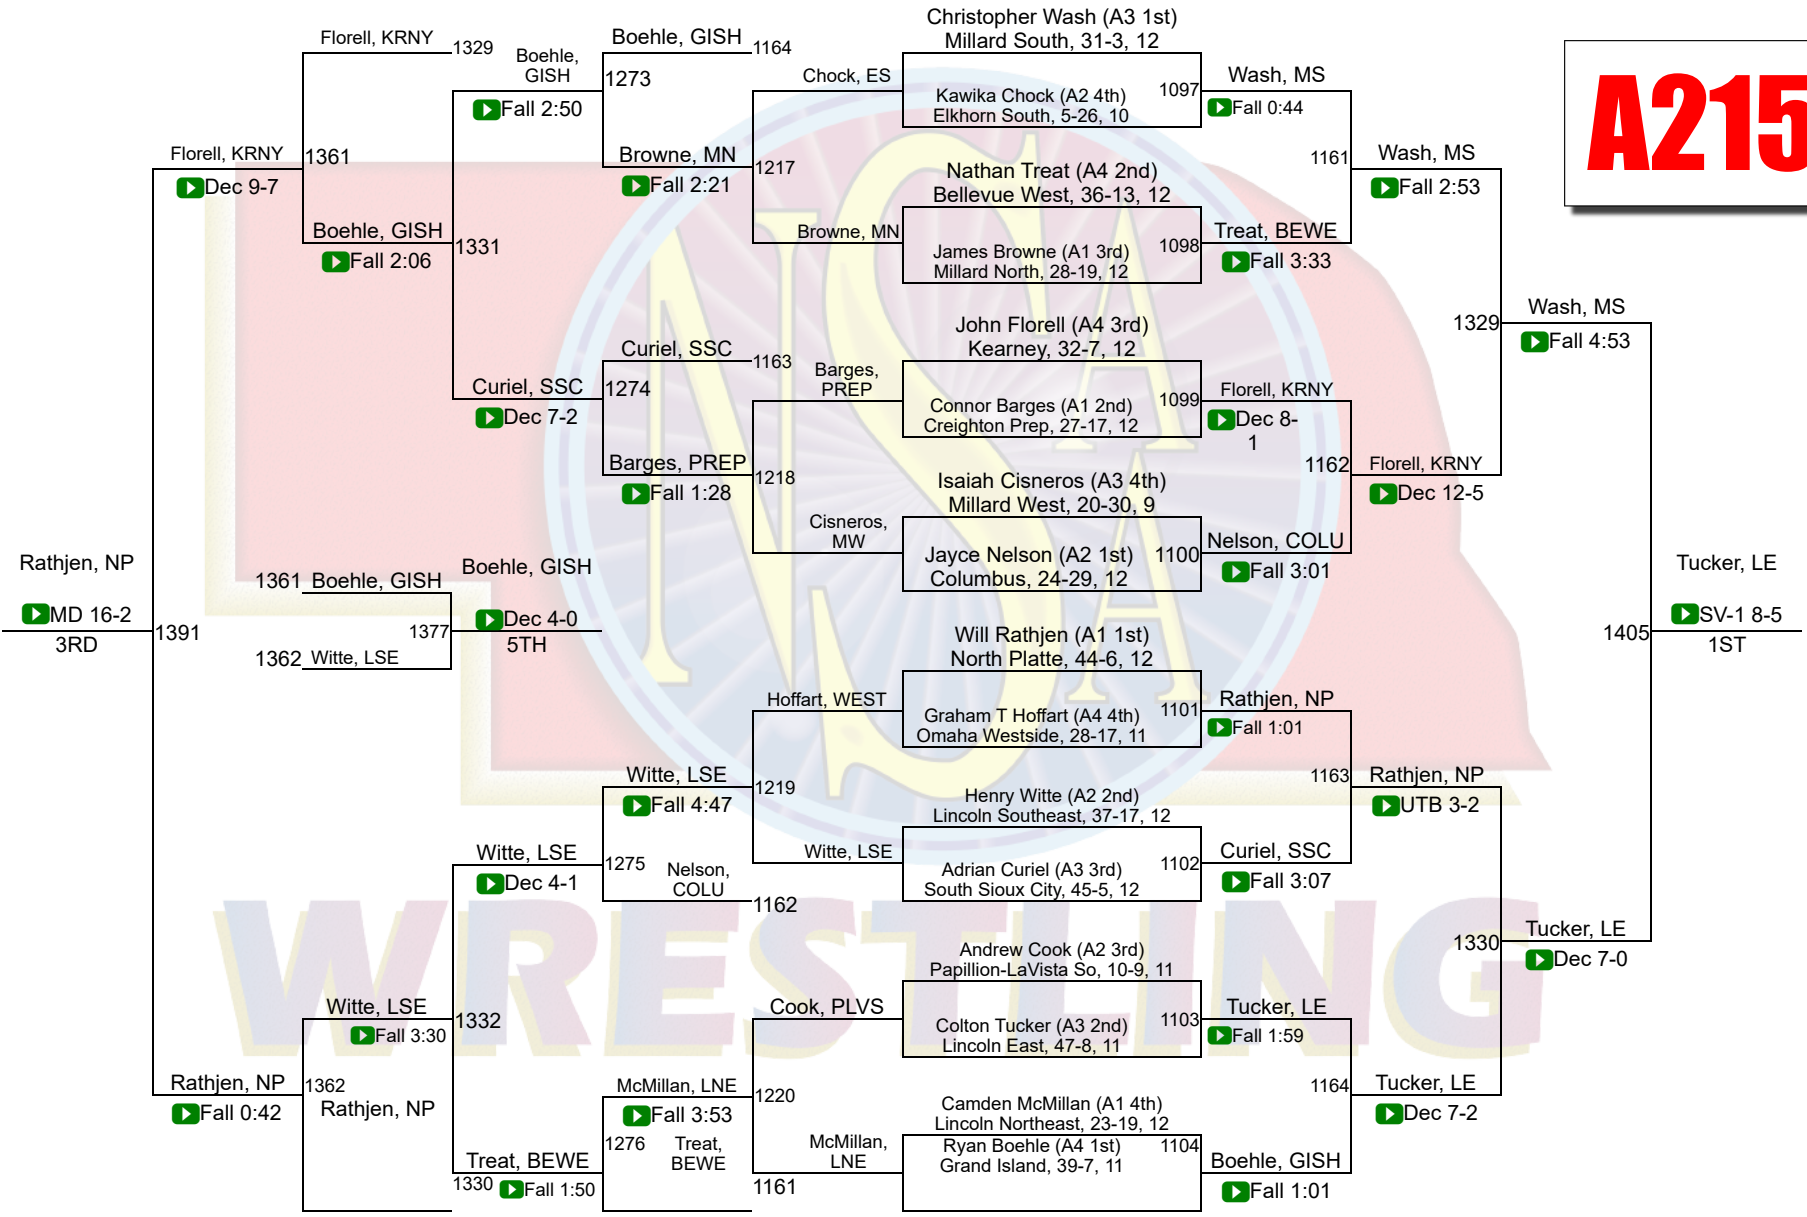 A215
Florell, KRNY
1329
Boehle,
GISH
Fall 2:50
Boehle, GISH
1164
1273
Browne, MN
Fall 2:21
1217
Florell, KRNY
Dec 9-7
1361
Boehle, GISH
Fall 2:06
1331
Curiel, SSC
Dec 7-2
Curiel, SSC
1163
1274
Barges, PREP
Fall 1:28
1218
Chock, ES
Browne, MN
Barges,
PREP
Cisneros,
MW
Christopher Wash (A3 1st)
Millard South, 31-3, 12
Kawika Chock (A2 4th)
Elkhorn South, 5-26, 10
1097
Nathan Treat (A4 2nd)
Bellevue West, 36-13, 12
James Browne (A1 3rd)
Millard North, 28-19, 12
1098
John Florell (A4 3rd)
Kearney, 32-7, 12
Connor Barges (A1 2nd)
Creighton Prep, 27-17, 12
1099
Isaiah Cisneros (A3 4th)
Millard West, 20-30, 9
Jayce Nelson (A2 1st)
Columbus, 24-29, 12
1100
Wash, MS
Fall 0:44
1161
Treat, BEWE
Fall 3:33
Wash, MS
Fall 2:53
Florell, KRNY
Dec 8-
1
1162
Nelson, COLU
Fall 3:01
Florell, KRNY
Dec 12-5
1329
Wash, MS
Fall 4:53
Rathjen, NP
MD 16-2
3RD
1391
1361
Boehle, GISH
1362
Witte, LSE
1377
Boehle, GISH
Dec 4-0
5TH
Will Rathjen (A1 1st)
North Platte, 44-6, 12
Graham T Hoffart (A4 4th)
Omaha Westside, 28-17, 11
1101
Henry Witte (A2 2nd)
Lincoln Southeast, 37-17, 12
Adrian Curiel (A3 3rd)
South Sioux City, 45-5, 12
1102
Andrew Cook (A2 3rd)
Papillion-LaVista So, 10-9, 11
Colton Tucker (A3 2nd)
Lincoln East, 47-8, 11
1103
Camden McMillan (A1 4th)
Lincoln Northeast, 23-19, 12
Ryan Boehle (A4 1st)
Grand Island, 39-7, 11
1104
Hoffart, WEST
Witte, LSE
Cook, PLVS
McMillan,
LNE
Witte, LSE
Fall 4:47
1219
Witte, LSE
Dec 4-1
1275
Nelson,
COLU
1162
Witte, LSE
Fall 3:30
1332
Rathjen, NP
Fall 0:42
1362
Rathjen, NP
McMillan, LNE
Fall 3:53
1220
1276
Treat,
BEWE
1161
Treat, BEWE
1330
Fall 1:50
Rathjen, NP
Fall 1:01
1163
Curiel, SSC
Fall 3:07
Rathjen, NP
UTB 3-2
Tucker, LE
Fall 1:59
1164
Boehle, GISH
Fall 1:01
Tucker, LE
Dec 7-2
1330
Tucker, LE
Dec 7-0
1405
Tucker, LE
SV-1 8-5
1ST
NSAA
WRESTLING